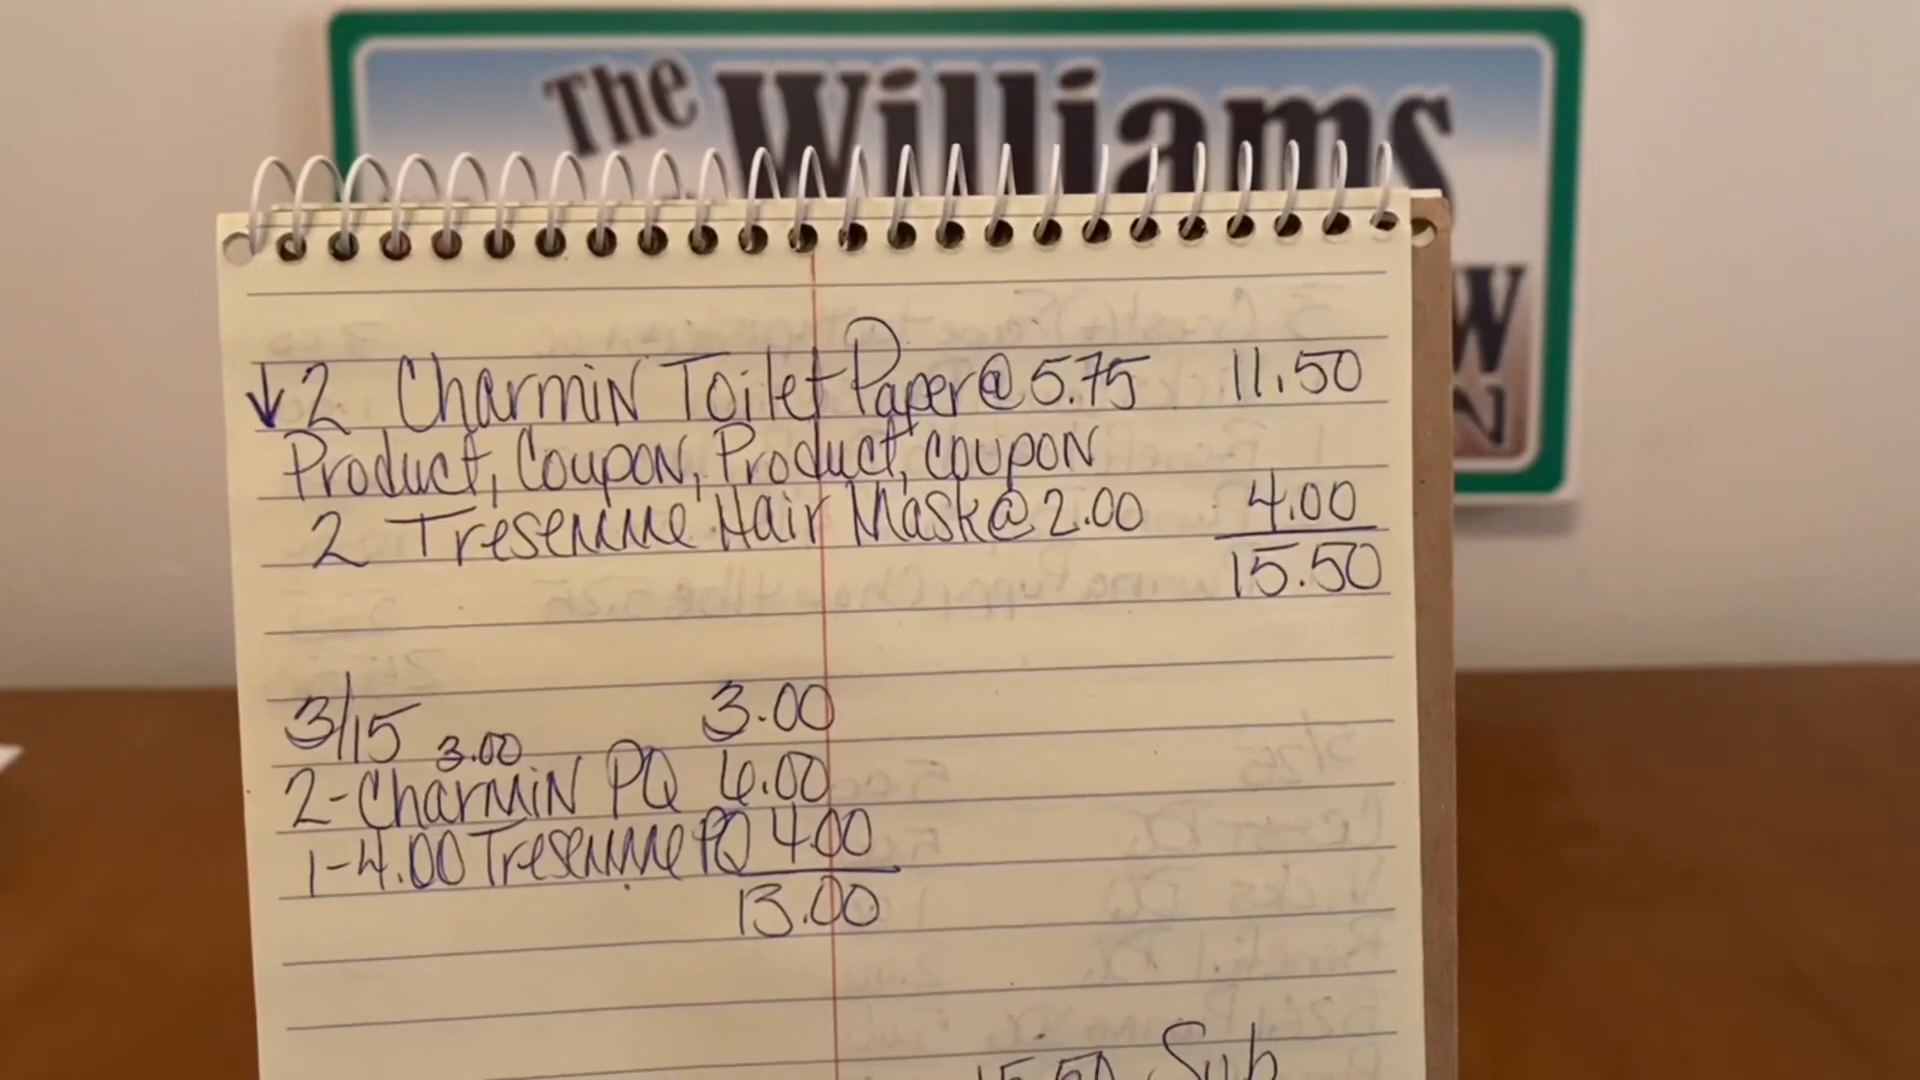 The Williams
W
N
↓ 2 Charmin Toilet Paper @ 5.75 11.50
Product, Coupon, Product, coupon
2 Tresemme Hair Mask @ 2.00 4.00
15.50
3/15 3.00 3.00
2-Charmin PQ 6.00
1-4.00 Tresemme PQ 4.00
13.00
15.50 Sub